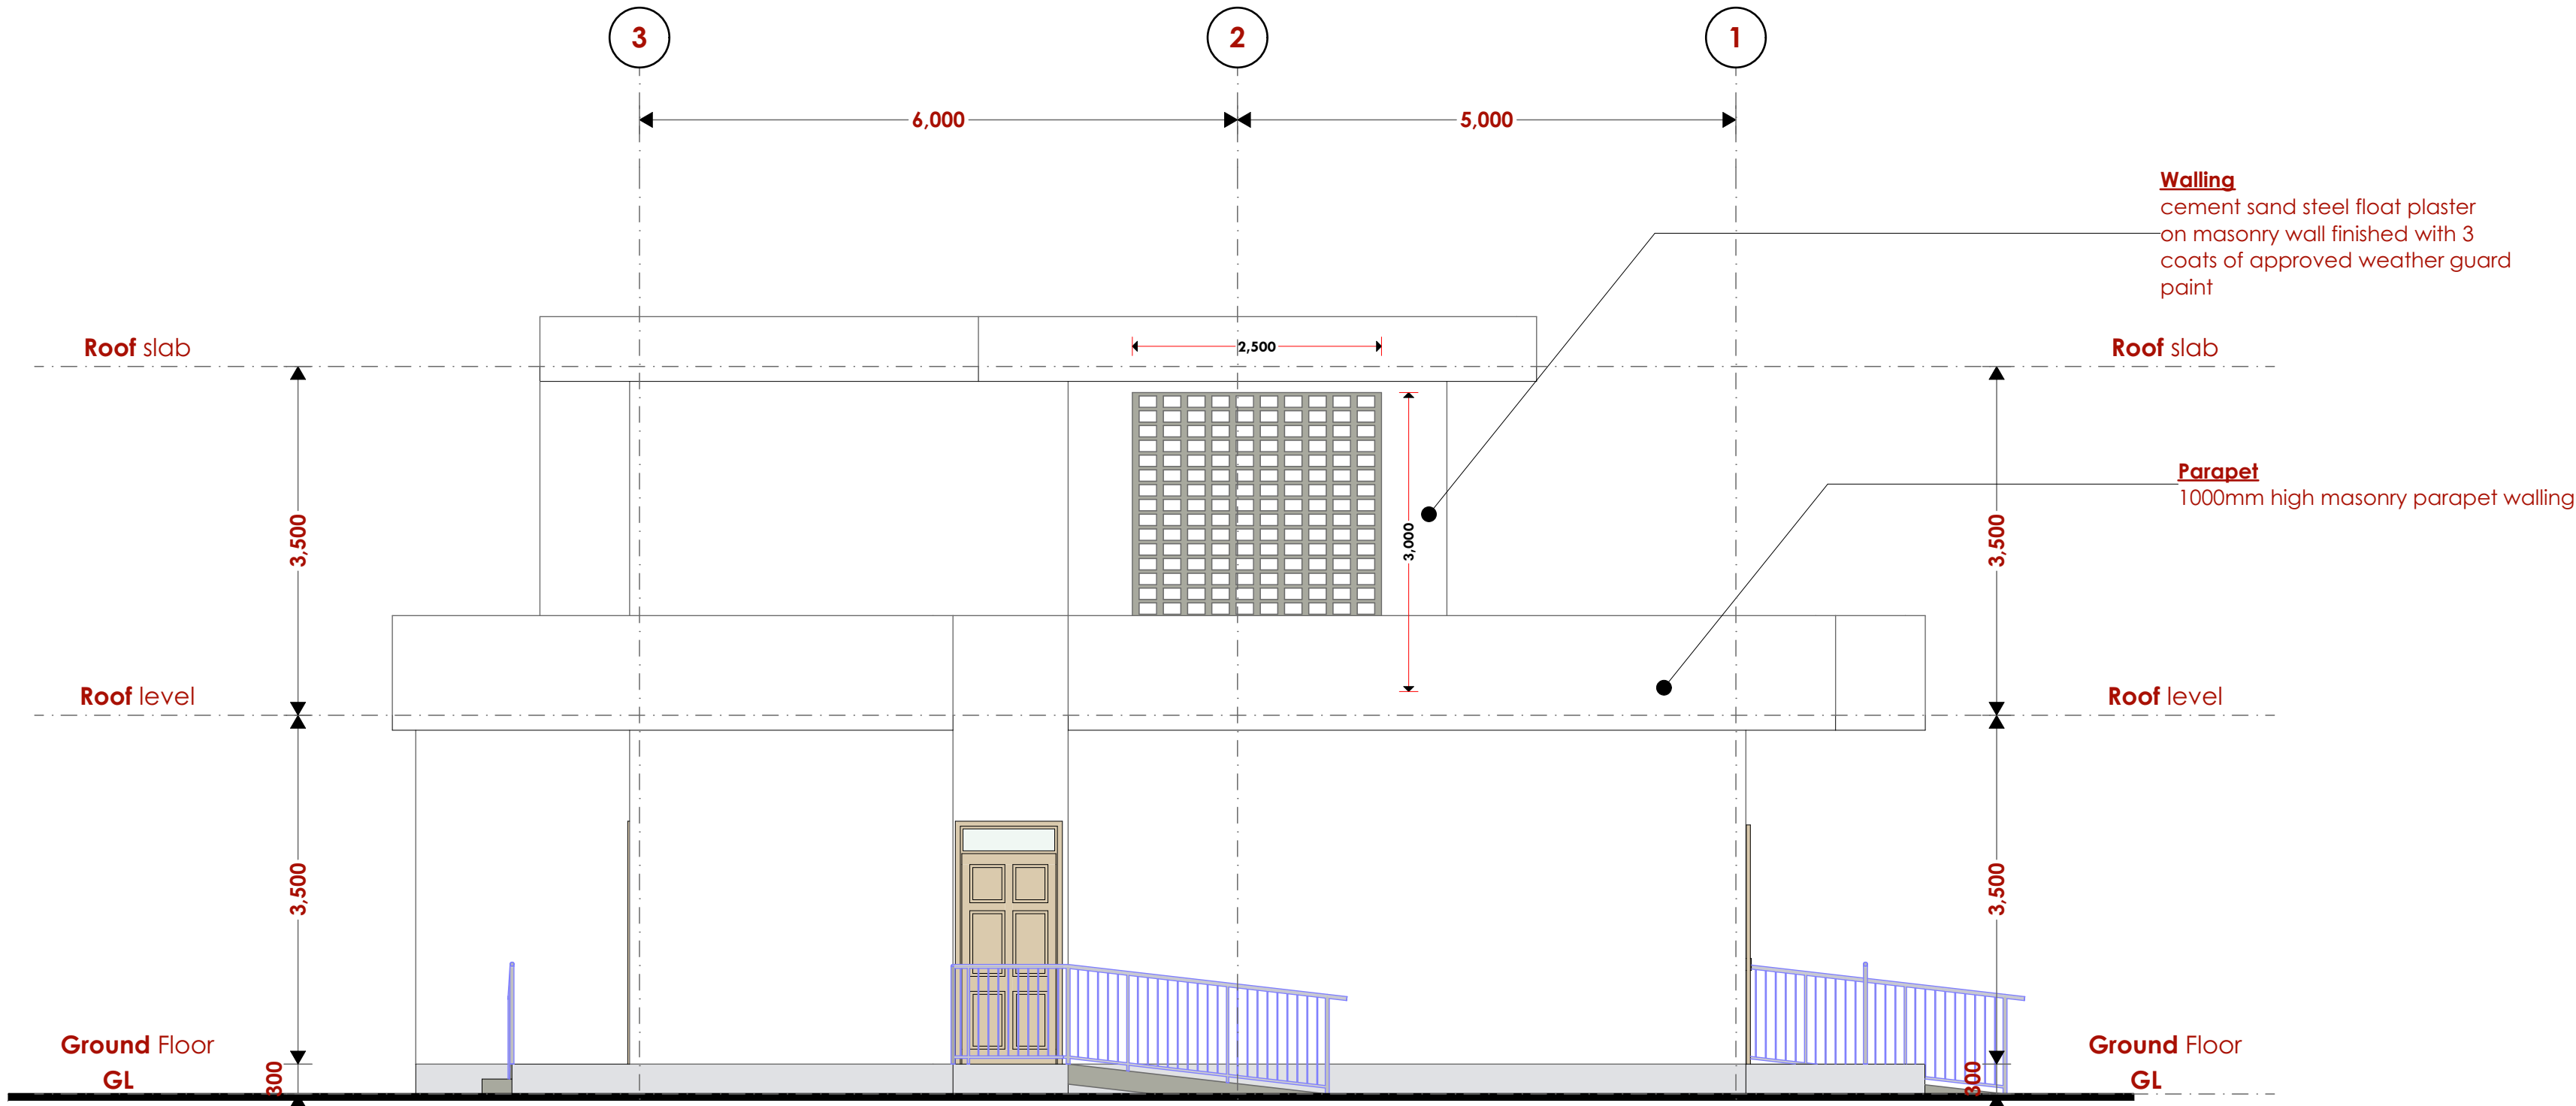 3
2
1
6,000
5,000
Walling
cement sand steel float plaster
on masonry wall finished with 3
coats of approved weather guard
paint
Roof slab
2,500
Roof slab
Parapet
1000mm high masonry parapet walling
3,500
3,000
3,500
Roof level
Roof level
3,500
3,500
Ground Floor
Ground Floor
300
GL
300
GL